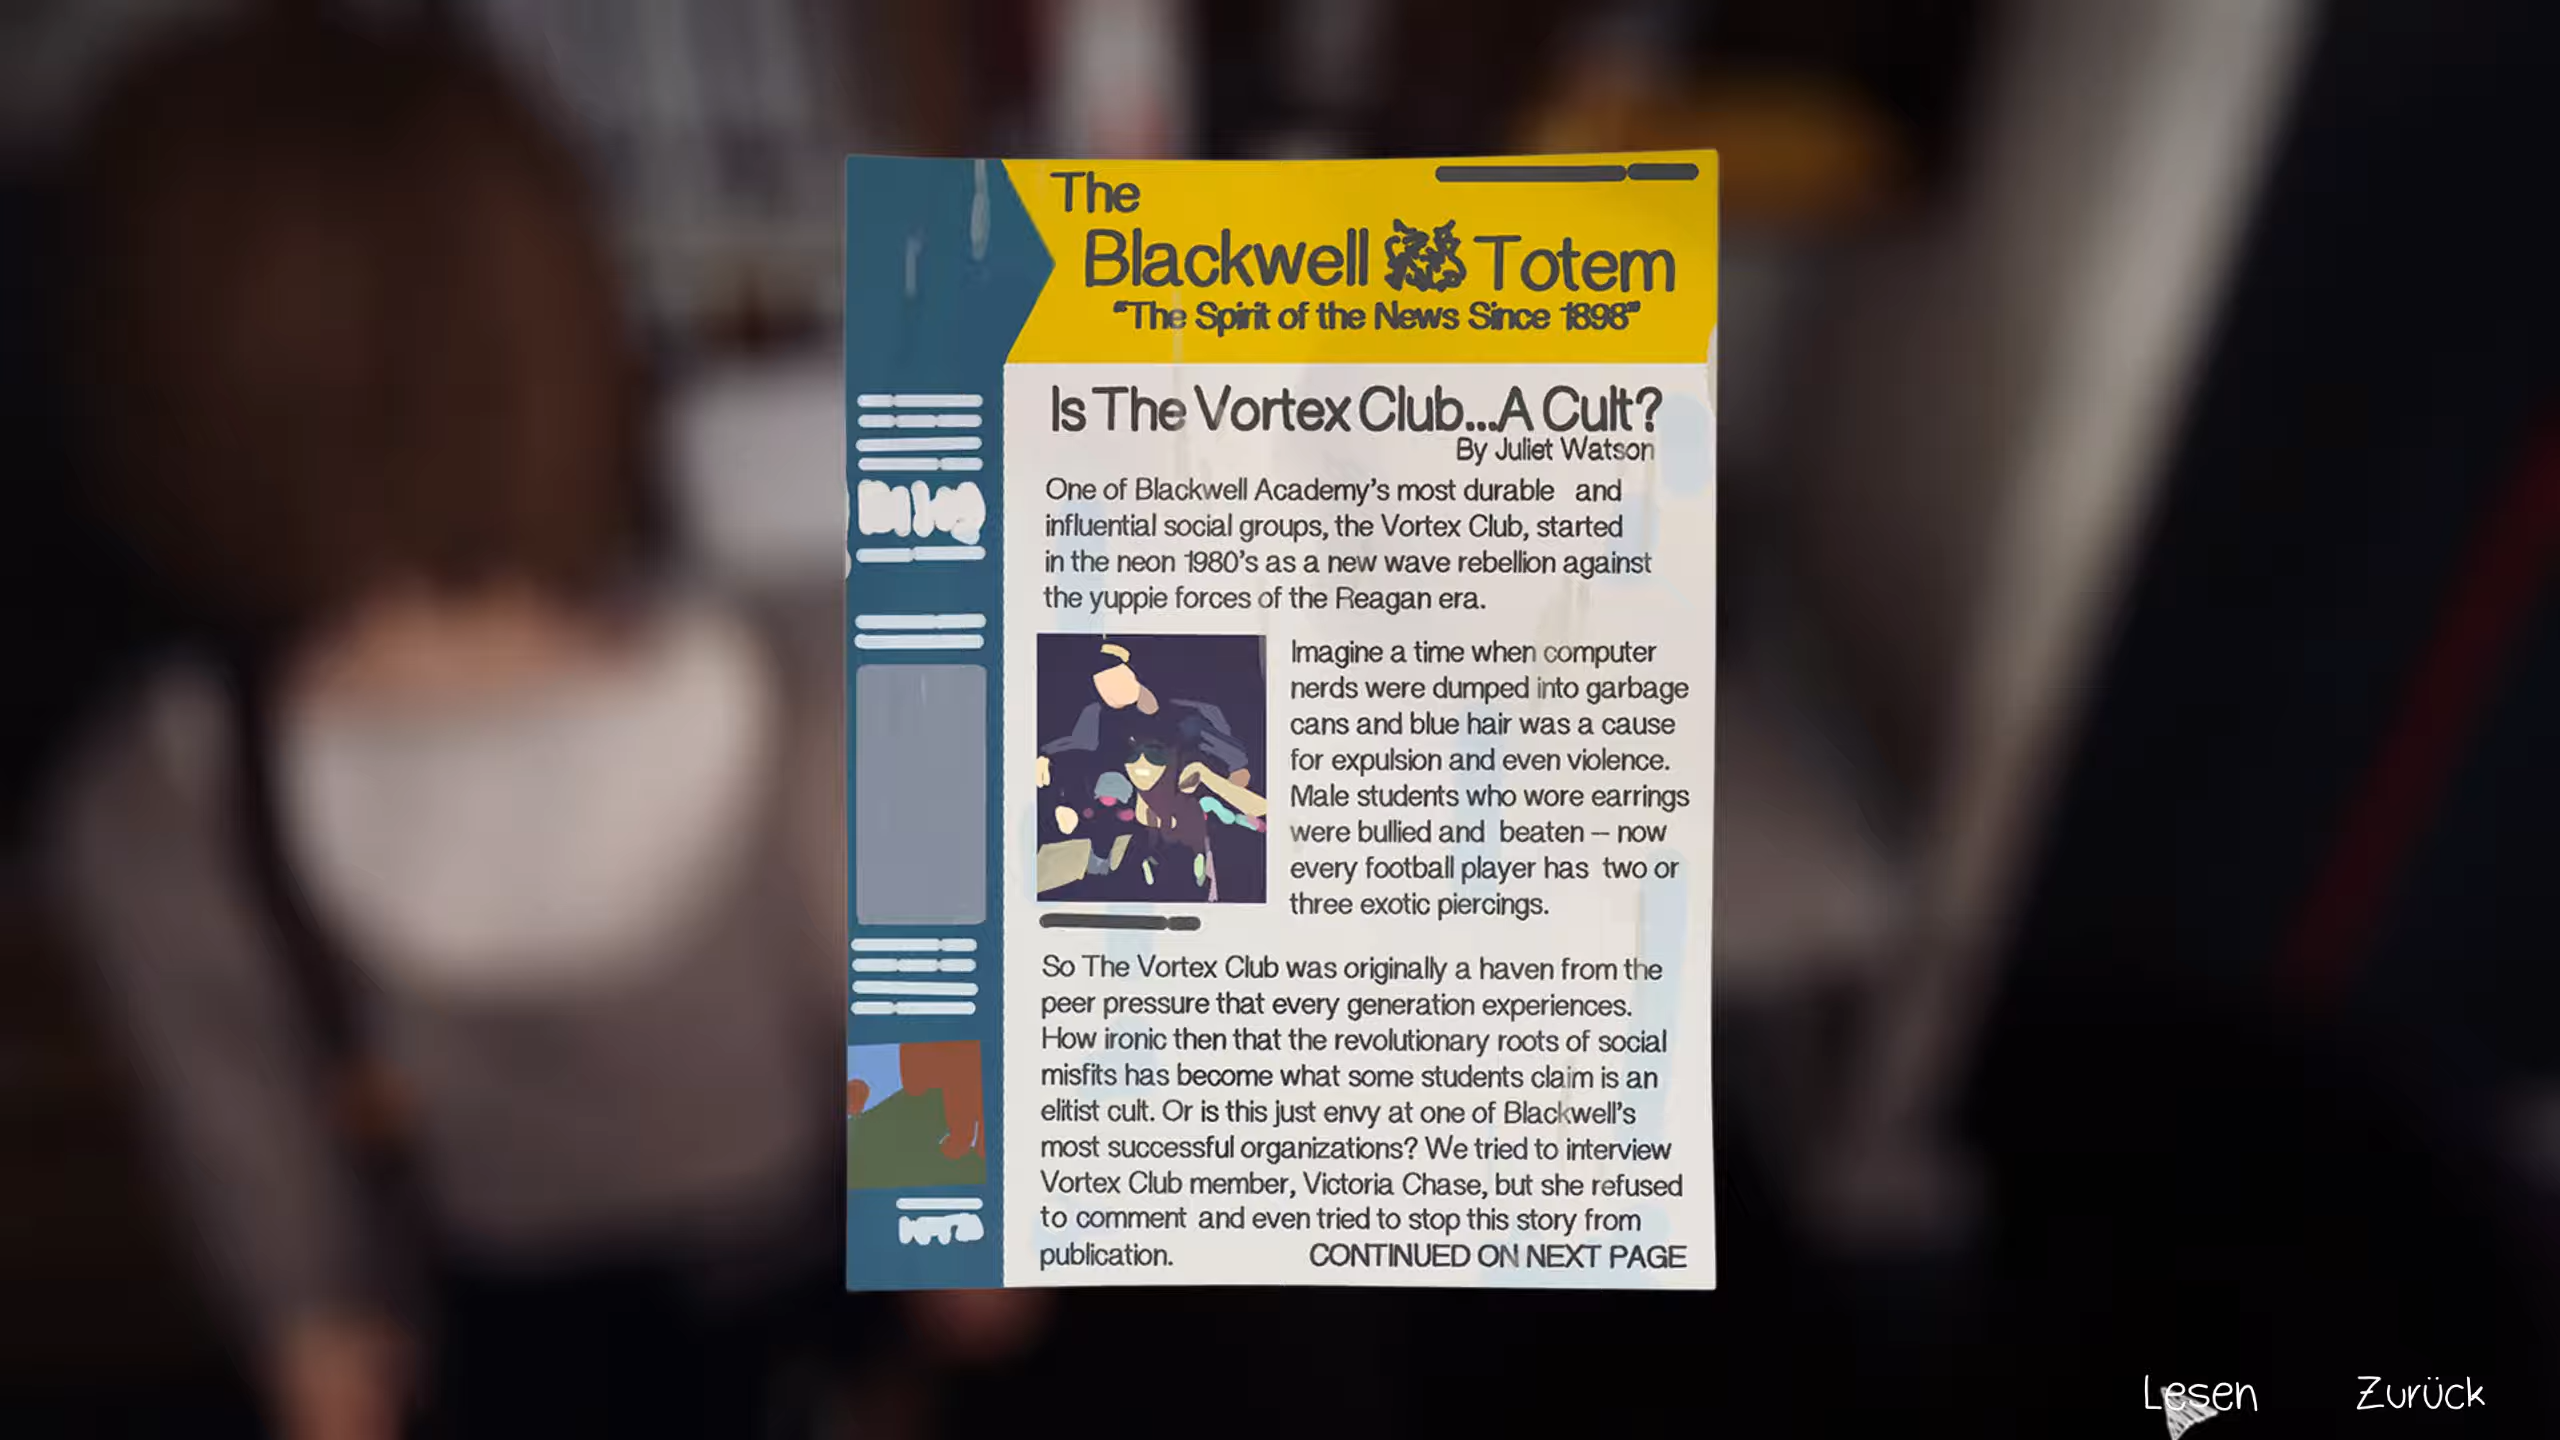 The
Blackwell Totem
“The Spirit of the News Since 1898”
Is The Vortex Club...A Cult?
By Juliet Watson
One of Blackwell Academy’s most durable and
influential social groups, the Vortex Club, started
in the neon 1980’s as a new wave rebellion against
the yuppie forces of the Reagan era.
Imagine a time when computer
nerds were dumped into garbage
cans and blue hair was a cause
for expulsion and even violence.
Male students who wore earrings
were bullied and beaten – now
every football player has two or
three exotic piercings.
So The Vortex Club was originally a haven from the
peer pressure that every generation experiences.
How ironic then that the revolutionary roots of social
misfits has become what some students claim is an
elitist cult. Or is this just envy at one of Blackwell’s
most successful organizations? We tried to interview
Vortex Club member, Victoria Chase, but she refused
to comment and even tried to stop this story from
publication. CONTINUED ON NEXT PAGE
Lesen Zurück